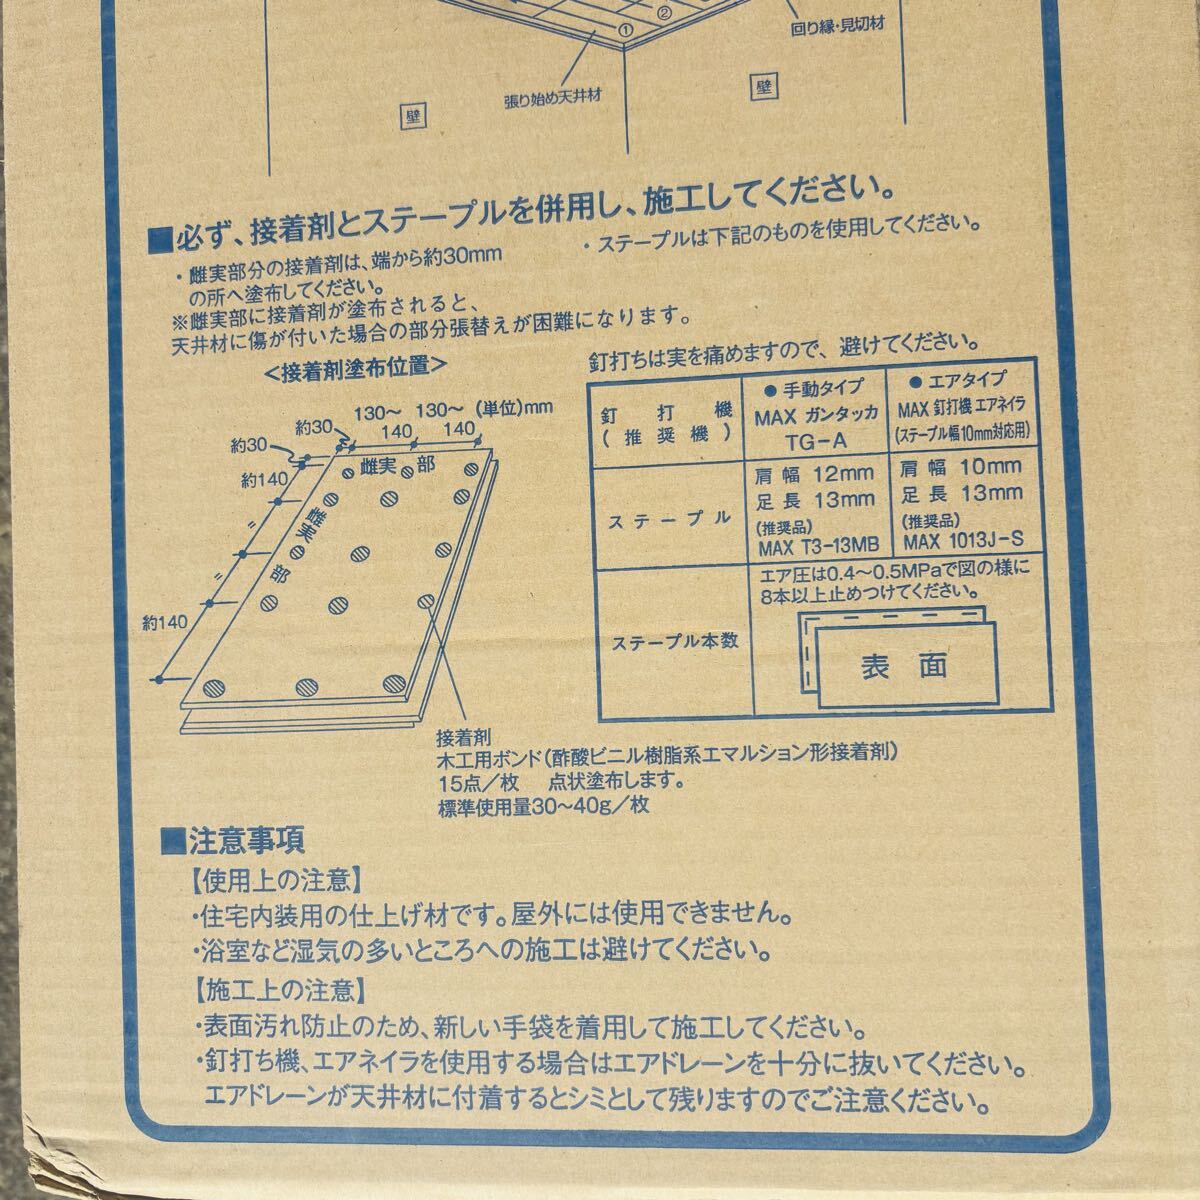 ①
②
回り縁・見切材
張り始め天井材
壁
壁
■必ず、接着剤とステープルを併用し、施工してください。
・雌実部分の接着剤は、端から約30mm
の所へ塗布してください。
※雌実部に接着剤が塗布されると、
天井材に傷が付いた場合の部分張替えが困難になります。
・ステープルは下記のものを使用してください。
<接着剤塗布位置>
130〜 130〜 (単位)mm
140 140
約30
約30
約140
約140
〃
〃
雌実部
雌実部
接着剤
木工用ボンド(酢酸ビニル樹脂系エマルション形接着剤)
15点/枚 点状塗布します。
標準使用量30〜40g/枚
釘打ちは実を痛めますので、避けてください。
釘打機
(推奨機)
●手動タイプ
MAX ガンタッカ
TG-A
●エアタイプ
MAX 釘打機 エアネイラ
(ステープル幅10mm対応用)
ステープル
肩幅 12mm
足長 13mm
(推奨品)
MAX T3-13MB
肩幅 10mm
足長 13mm
(推奨品)
MAX 1013J-S
ステープル本数
エア圧は0.4〜0.5MPaで図の様に
8本以上止めつけてください。
表面
■注意事項
【使用上の注意】
・住宅内装用の仕上げ材です。屋外には使用できません。
・浴室など湿気の多いところへの施工は避けてください。
【施工上の注意】
・表面汚れ防止のため、新しい手袋を着用して施工してください。
・釘打ち機、エアネイラを使用する場合はエアドレーンを十分に抜いてください。
エアドレーンが天井材に付着するとシミとして残りますのでご注意ください。